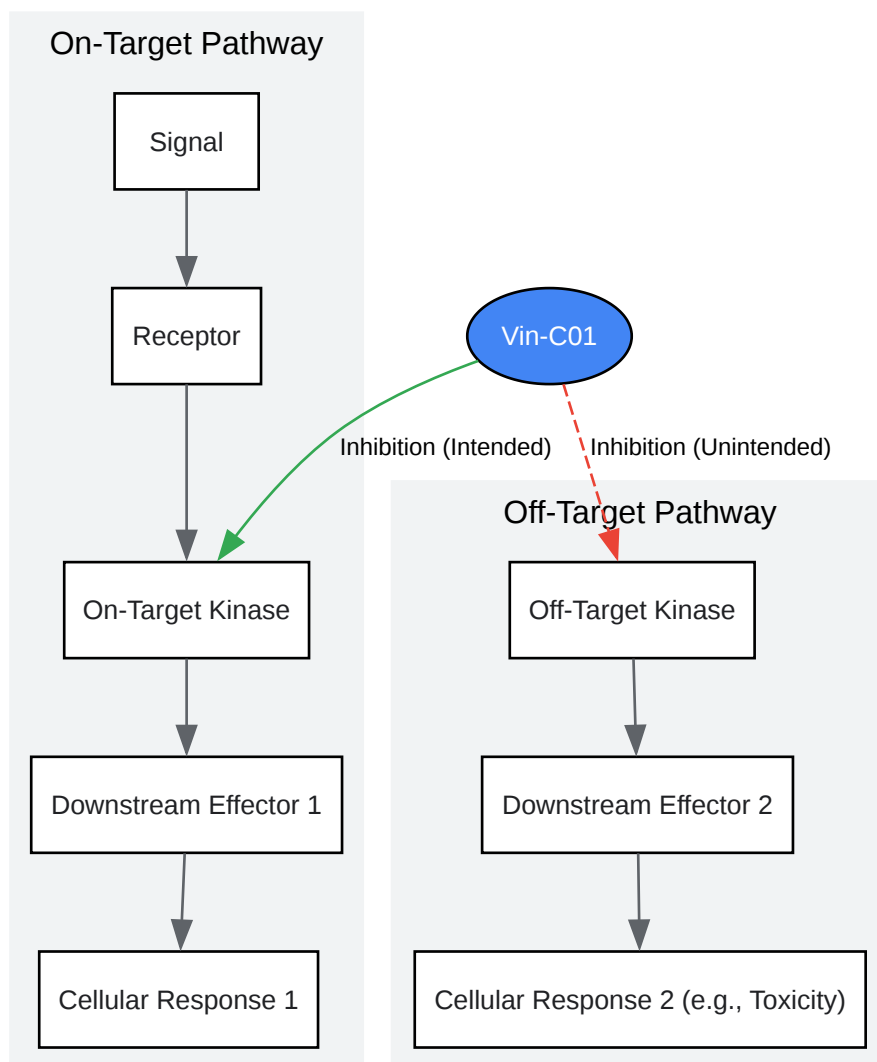 On-Target Pathway
Signal
Receptor
Vin-C01
Inhibition (Intended)
Inhibition (Unintended)
Off-Target Pathway
On-Target Kinase
Off-Target Kinase
Downstream Effector 1
Downstream Effector 2
Cellular Response 1
Cellular Response 2 (e.g., Toxicity)